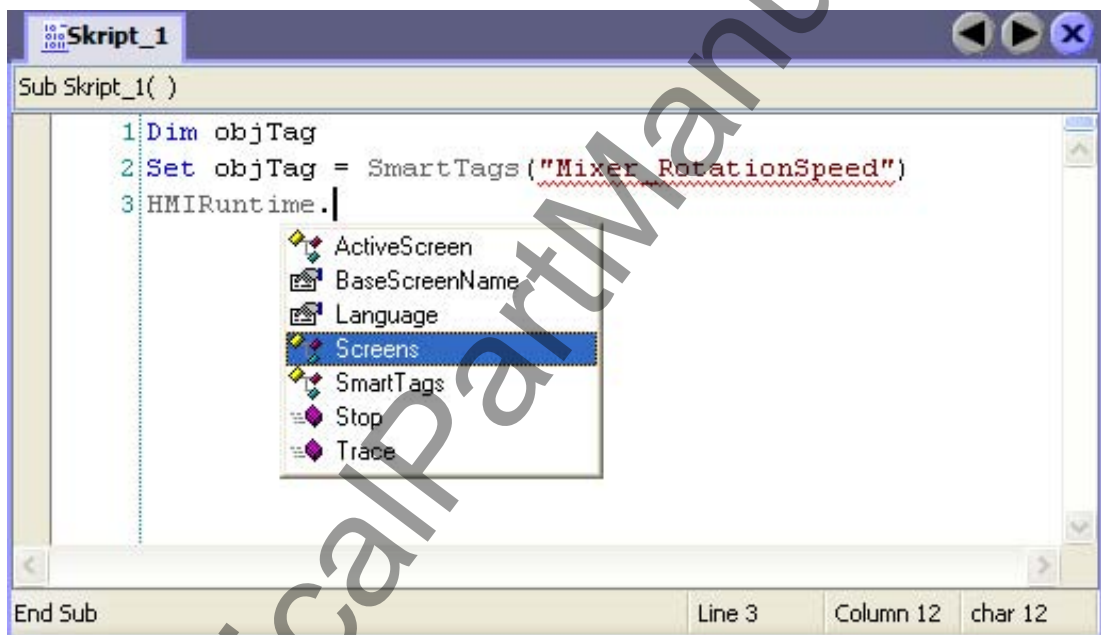 Skript_1
Sub Skript_1( )
1 Dim objTag
2 Set objTag = SmartTags("Mixer_RotationSpeed")
3 HMIRuntime.
ActiveScreen
BaseScreenName
Language
Screens
SmartTags
Stop
Trace
End Sub
Line 3
Column 12
char 12